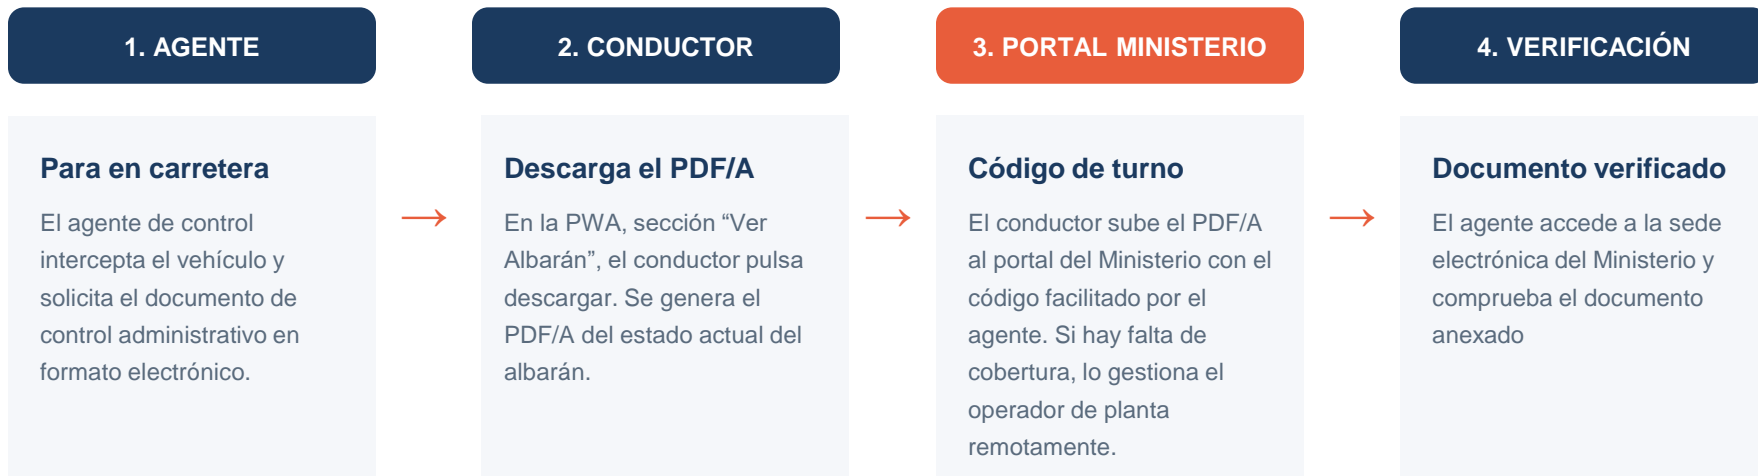 1. AGENTE
Para en carretera
El agente de control
intercepta el vehículo y
solicita el documento de
control administrativo en
formato electrónico.
→
2. CONDUCTOR
Descarga el PDF/A
En la PWA, sección “Ver
Albarán”, el conductor pulsa
descargar. Se genera el
PDF/A del estado actual del
albarán.
→
3. PORTAL MINISTERIO
Código de turno
El conductor sube el PDF/A
al portal del Ministerio con el
código facilitado por el
agente. Si hay falta de
cobertura, lo gestiona el
operador de planta
remotamente.
→
4. VERIFICACIÓN
Documento verificado
El agente accede a la sede
electrónica del Ministerio y
comprueba el documento
anexado